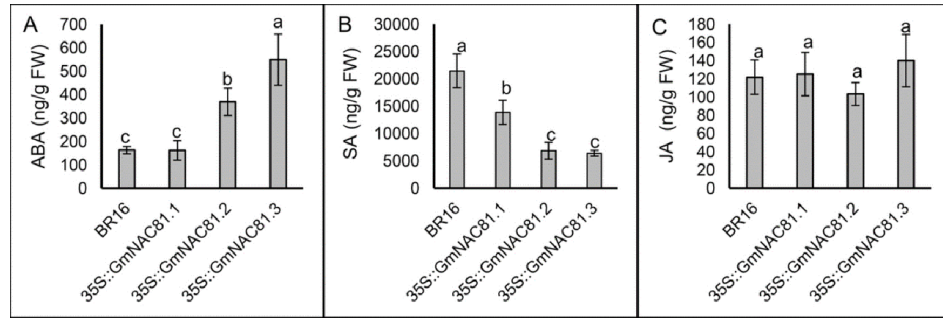 A
ABA (ng/g FW)
700
600
500
400
300
200
100
0
c
c
b
a
BR16
35S::GmNAC81.1
35S::GmNAC81.2
35S::GmNAC81.3
B
SA (ng/g FW)
30000
25000
20000
15000
10000
5000
0
a
b
c
c
BR16
35S::GmNAC81.1
35S::GmNAC81.2
35S::GmNAC81.3
C
JA (ng/g FW)
180
160
140
120
100
80
60
40
20
0
a
a
a
a
BR16
35S::GmNAC81.1
35S::GmNAC81.2
35S::GmNAC81.3